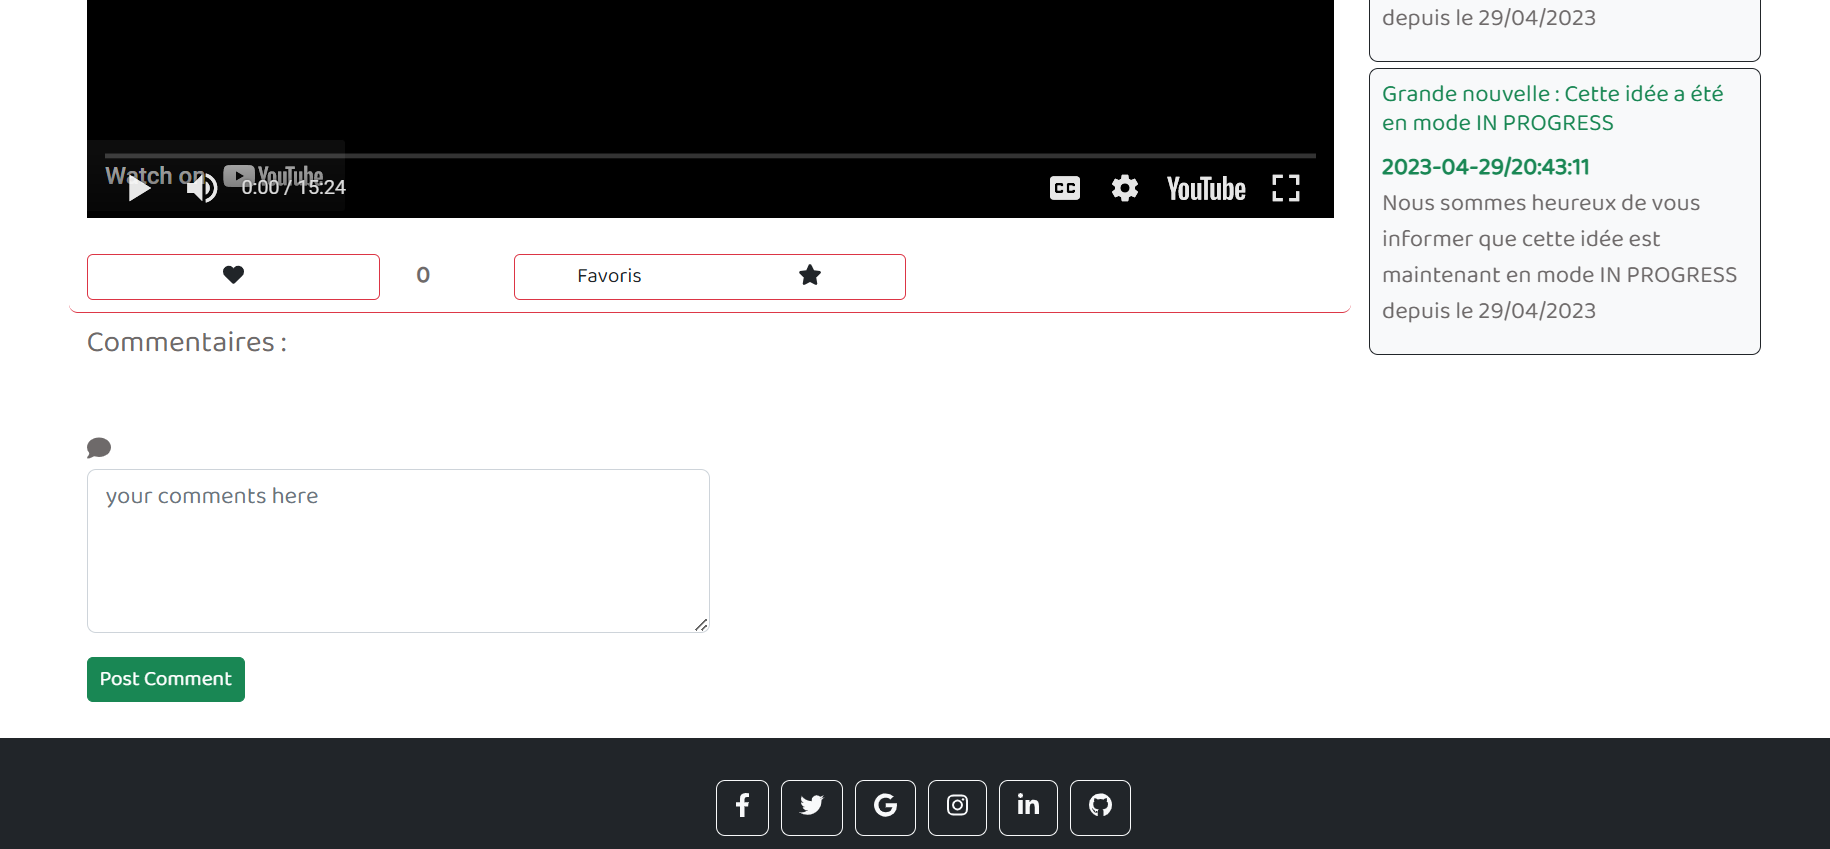 Watch on YouTube
0:00 / 15:24
CC
YouTube
0
Favoris
Commentaires :
your comments here
Post Comment
depuis le 29/04/2023
Grande nouvelle : Cette idée a été
en mode IN PROGRESS
2023-04-29/20:43:11
Nous sommes heureux de vous
informer que cette idée est
maintenant en mode IN PROGRESS
depuis le 29/04/2023